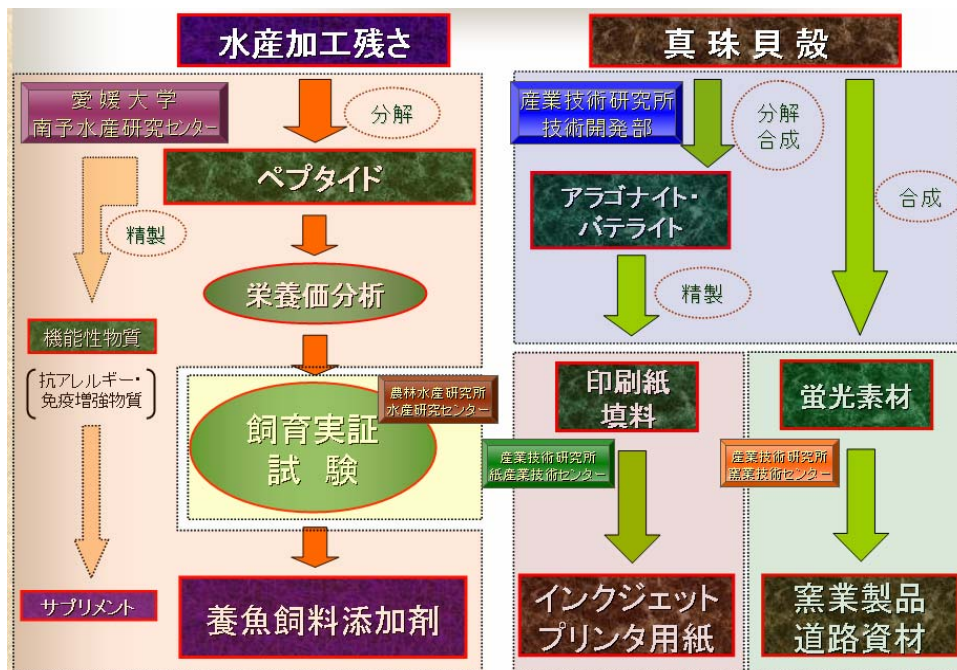 水産加工残さ
愛媛大学
南予水産研究センター
分解
ペプタイド
精製
栄養価分析
機能性物質
抗アレルギー・
免疫増強物質
飼育実証
試験
農林水産研究所
水産研究センター
サプリメント
養魚飼料添加剤
真珠貝殻
産業技術研究所
技術開発部
分解
合成
アラゴナイト・
バテライト
合成
精製
印刷紙
填料
蛍光素材
産業技術研究所
紙産業技術センター
産業技術研究所
窯業技術センター
インクジェット
プリンタ用紙
窯業製品
道路資材